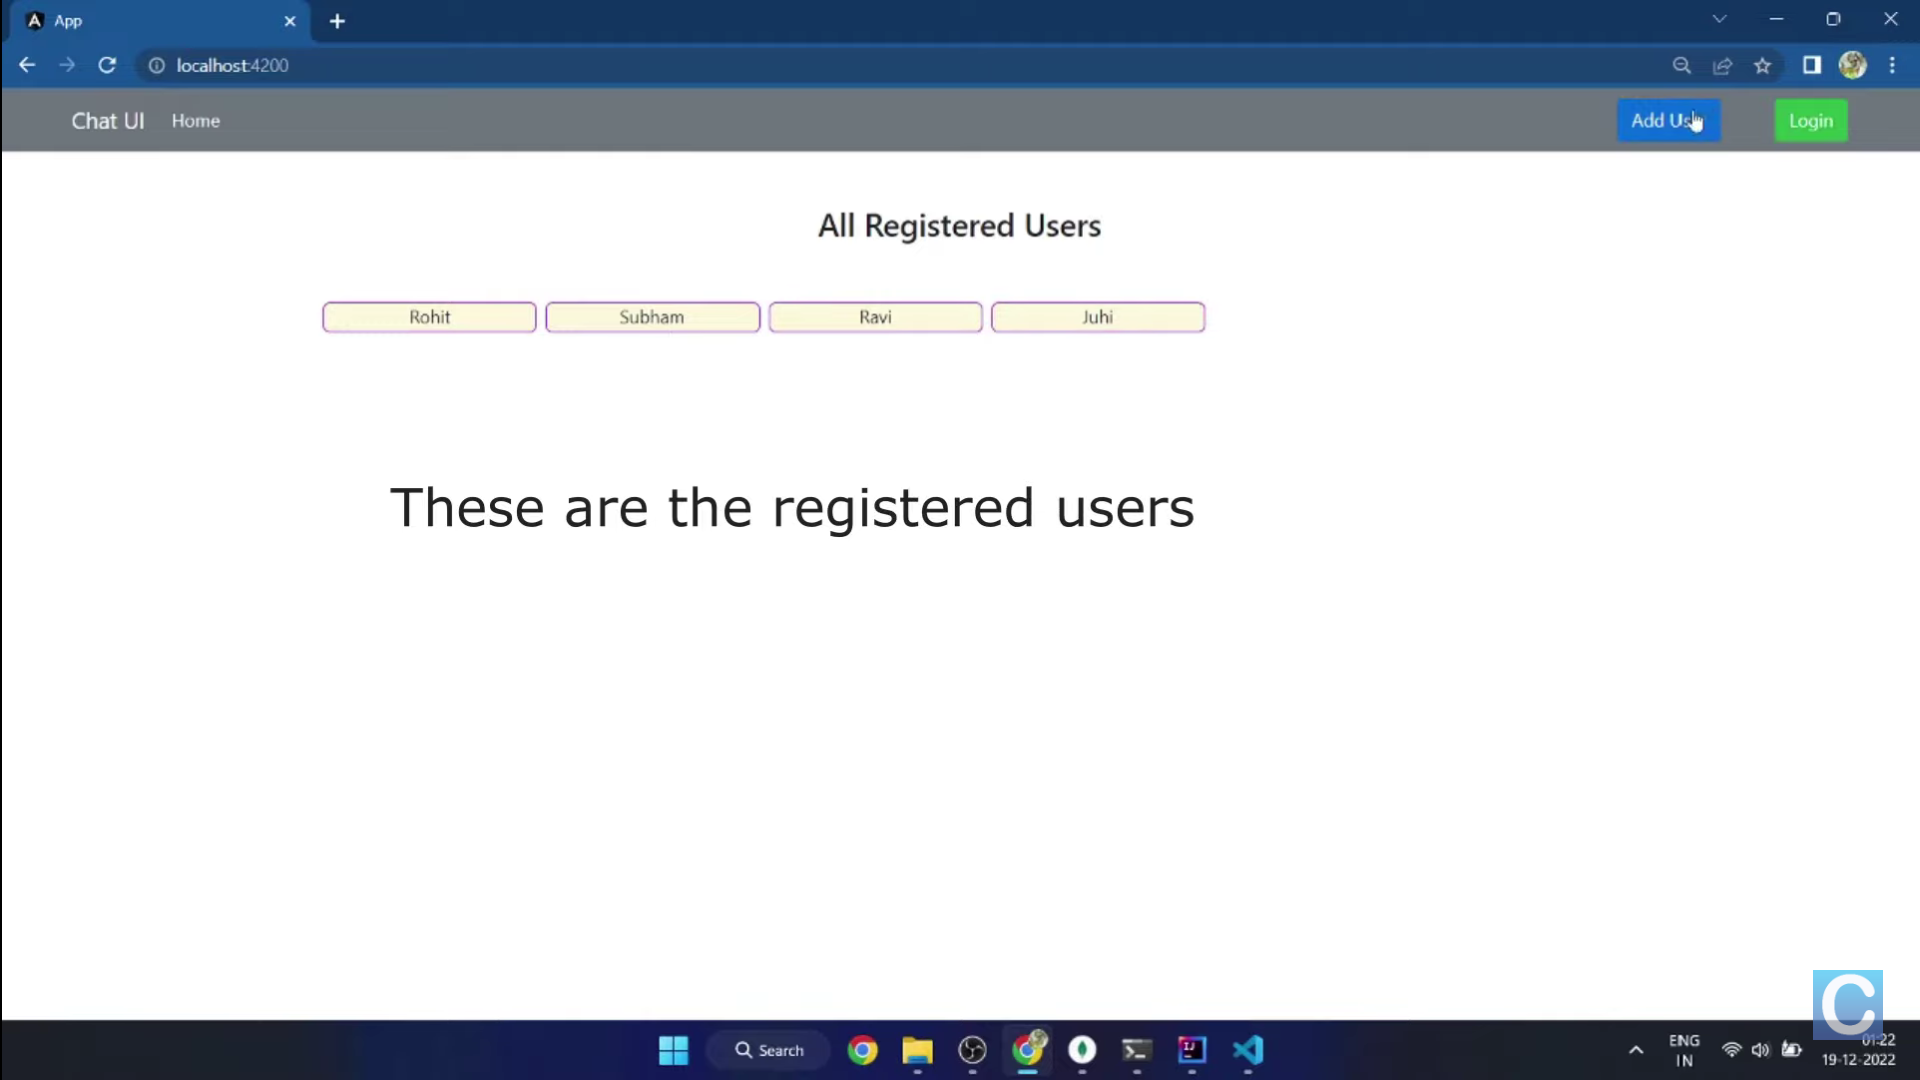 App
localhost:4200
Chat UI Home Add Us Login
All Registered Users
Rohit Subham Ravi Juhi
These are the registered users
C
Search
ENG
IN
01:22
19-12-2022